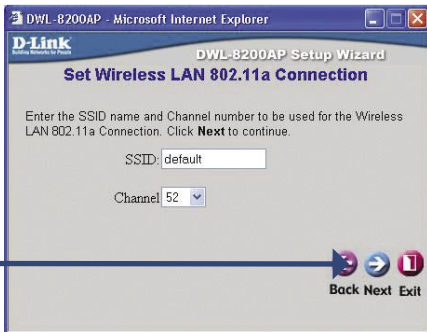 DWL-8200AP - Microsoft Internet Explorer
D-Link
Building Networks for People
DWL-8200AP Setup Wizard
Set Wireless LAN 802.11a Connection
Enter the SSID name and Channel number to be used for the Wireless
LAN 802.11a Connection. Click Next to continue.
SSID: default
Channel 52
Back Next Exit